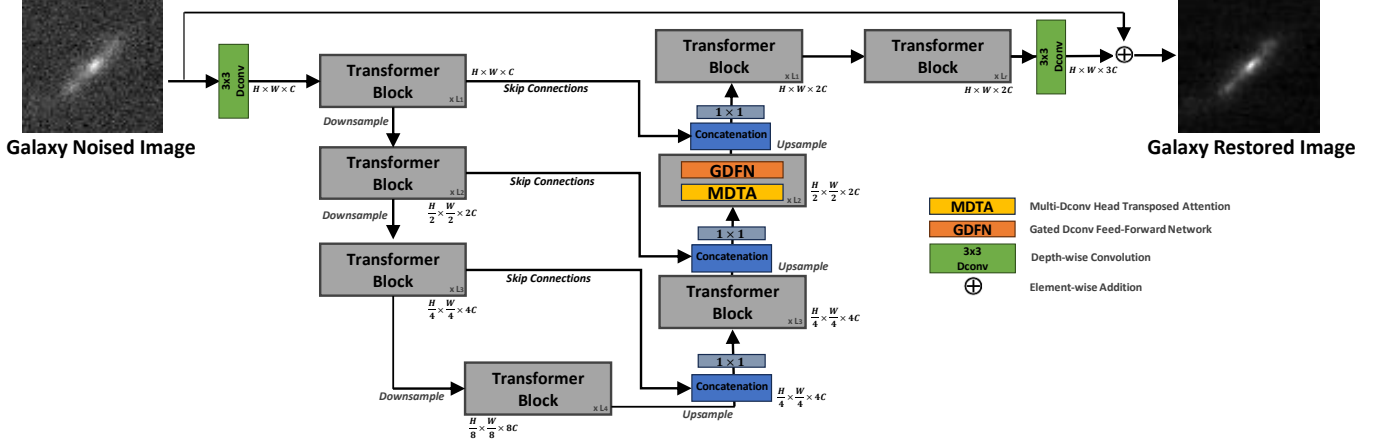 Galaxy Noised Image
3x3
Dconv
H × W × C
Transformer
Block
x L₁
H × W × C
Skip Connections
Downsample
Transformer
Block
x L₂
H/2 × W/2 × 2C
Skip Connections
Downsample
Transformer
Block
x L₃
H/4 × W/4 × 4C
Skip Connections
Downsample
Transformer
Block
x L₄
H/8 × W/8 × 8C
Upsample
Concatenation
H/4 × W/4 × 4C
1 × 1
Transformer
Block
x L₃
H/4 × W/4 × 4C
Upsample
Concatenation
1 × 1
GDFN
MDTA
x L₂
H/2 × W/2 × 2C
Upsample
Concatenation
1 × 1
Transformer
Block
x L₁
H × W × 2C
Transformer
Block
x Lᵣ
H × W × 2C
3x3
Dconv
H × W × 3C
Galaxy Restored Image
MDTA
Multi-Dconv Head Transposed Attention
GDFN
Gated Dconv Feed-Forward Network
3x3
Dconv
Depth-wise Convolution
Element-wise Addition